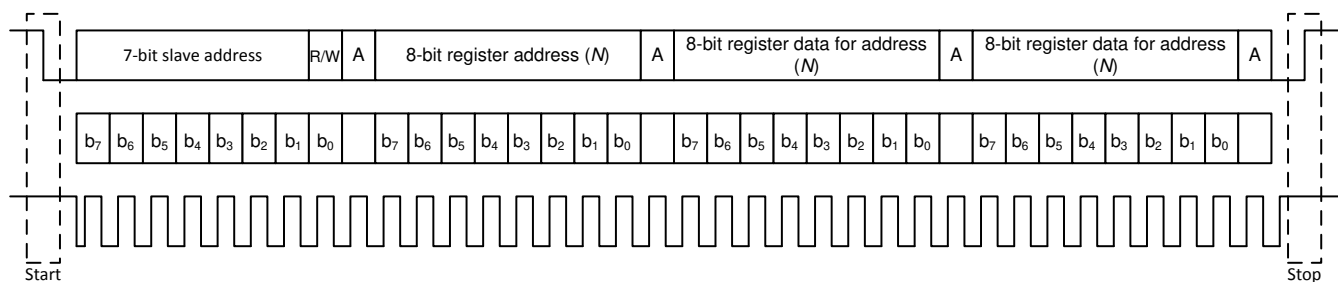 7-bit slave address R/W A 8-bit register address (N) A 8-bit register data for address (N) A 8-bit register data for address (N) A
b7 b6 b5 b4 b3 b2 b1 b0 b7 b6 b5 b4 b3 b2 b1 b0 b7 b6 b5 b4 b3 b2 b1 b0 b7 b6 b5 b4 b3 b2 b1 b0
Start Stop